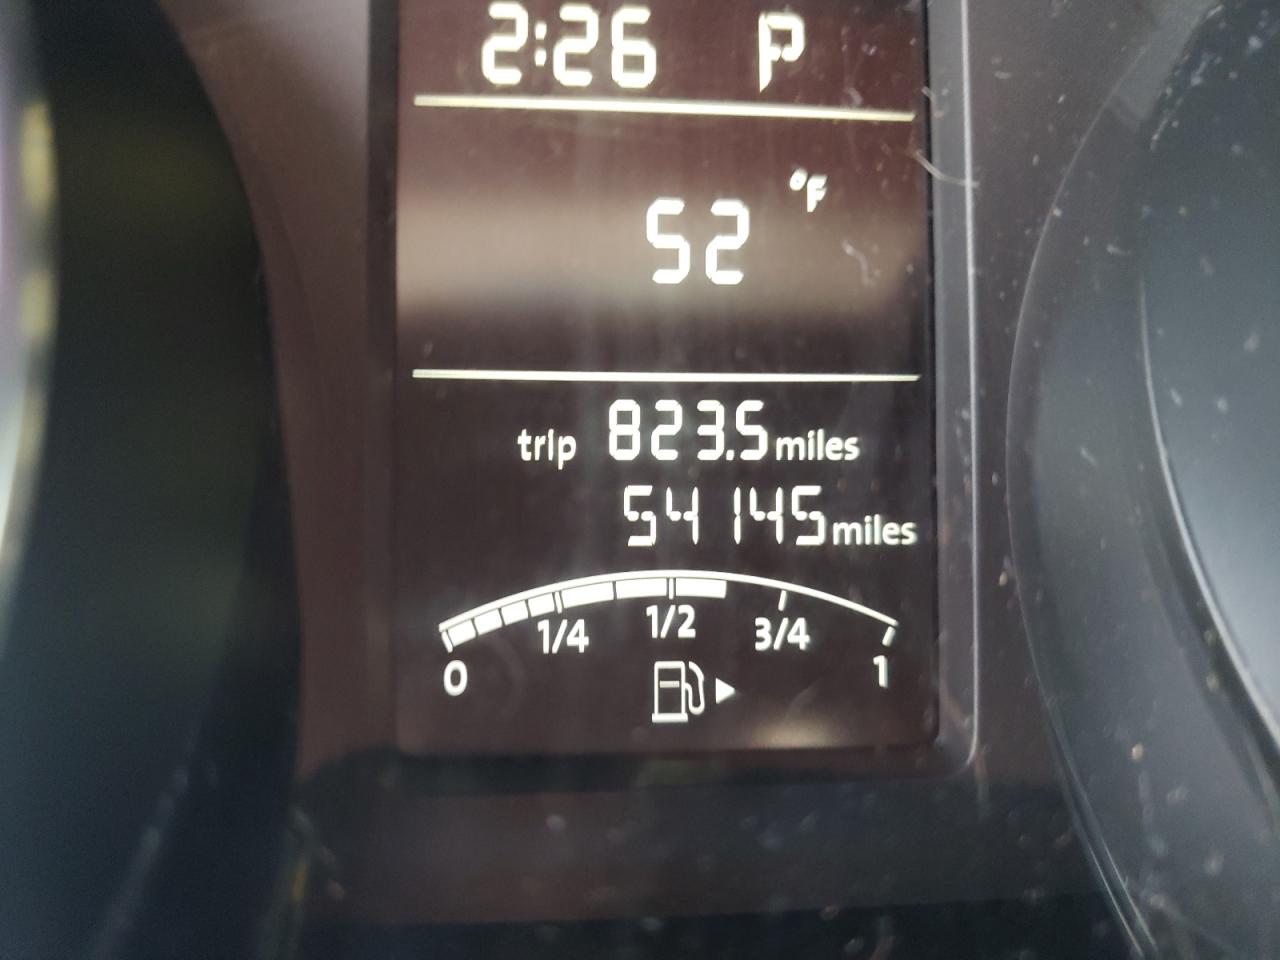 2:26 P
52 °F
trip 823.5 miles
54145 miles
0 1/4 1/2 3/4 1